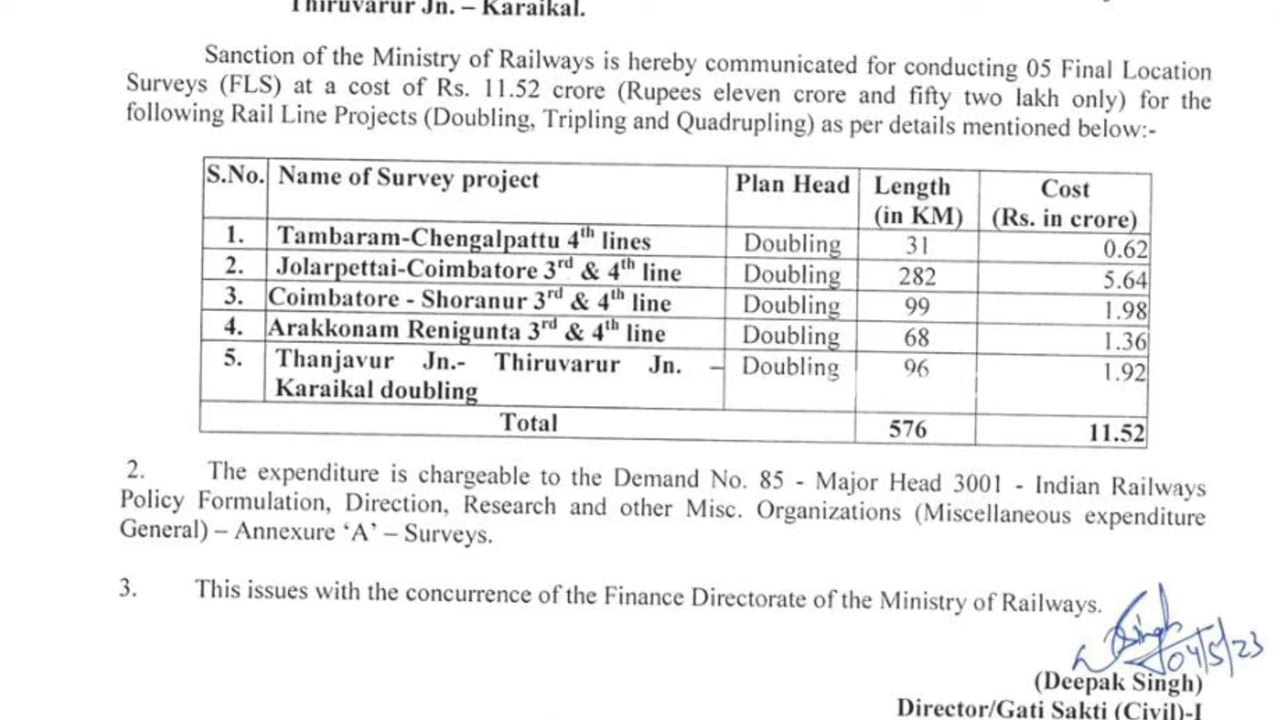 Thiruvarur Jn. – Karaikal.
Sanction of the Ministry of Railways is hereby communicated for conducting 05 Final Location
Surveys (FLS) at a cost of Rs. 11.52 crore (Rupees eleven crore and fifty two lakh only) for the
following Rail Line Projects (Doubling, Tripling and Quadrupling) as per details mentioned below:-
S.No. Name of Survey project Plan Head Length (in KM) Cost (Rs. in crore)
1. Tambaram-Chengalpattu 4th lines Doubling 31 0.62
2. Jolarpettai-Coimbatore 3rd & 4th line Doubling 282 5.64
3. Coimbatore - Shoranur 3rd & 4th line Doubling 99 1.98
4. Arakkonam Renigunta 3rd & 4th line Doubling 68 1.36
5. Thanjavur Jn.- Thiruvarur Jn. – Doubling 96 1.92
Karaikal doubling
Total 576 11.52
2. The expenditure is chargeable to the Demand No. 85 - Major Head 3001 - Indian Railways
Policy Formulation, Direction, Research and other Misc. Organizations (Miscellaneous expenditure
General) – Annexure ‘A’ – Surveys.
3. This issues with the concurrence of the Finance Directorate of the Ministry of Railways.
Singh
04/5/23
(Deepak Singh)
Director/Gati Sakti (Civil)-I